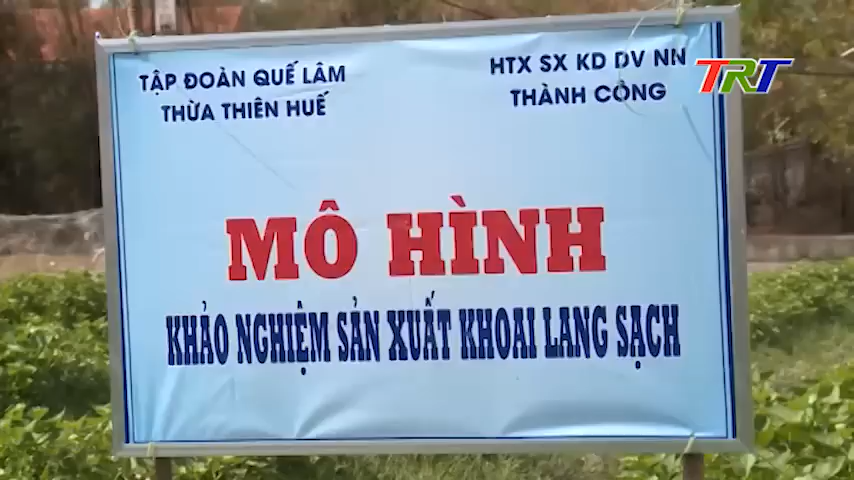 TẬP ĐOÀN QUẾ LÂM
THỪA THIÊN HUẾ
HTX SX KD DV NN
THÀNH CÔNG
TRT
MÔ HÌNH
KHẢO NGHIỆM SẢN XUẤT KHOAI LANG SẠCH